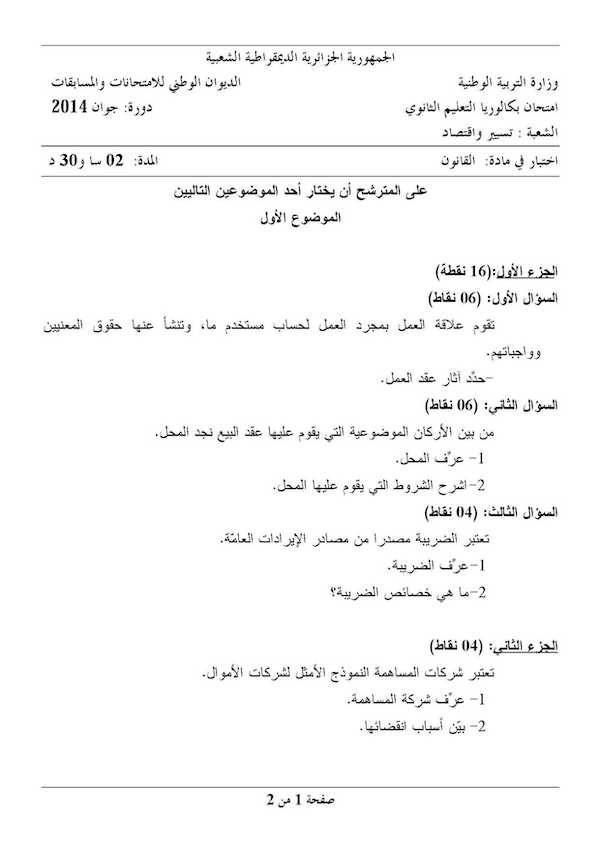 الجمهورية الجزائرية الديمقراطية الشعبية
وزارة التربية الوطنية الديوان الوطني للامتحانات والمسابقات
امتحان بكالوريا التعليم الثانوي دورة: جوان 2014
الشعبة : تسيير واقتصاد
اختبار في مادة: القانون المدة: 02 سا و30 د
على المترشح أن يختار أحد الموضوعين التاليين
الموضوع الأول
الجزء الأول:(16 نقطة)
السؤال الأول: (06 نقاط)
تقوم علاقة العمل بمجرد العمل لحساب مستخدم ما، وتنشأ عنها حقوق المعنيين
وواجباتهم.
-حدّد آثار عقد العمل.
السؤال الثاني: (06 نقاط)
من بين الأركان الموضوعية التي يقوم عليها عقد البيع نجد المحل.
1- عرّف المحل.
2-اشرح الشروط التي يقوم عليها المحل.
السؤال الثالث: (04 نقاط)
تعتبر الضريبة مصدرا من مصادر الإيرادات العامّة.
1-عرّف الضريبة.
2-ما هي خصائص الضريبة؟
الجزء الثاني: (04 نقاط)
تعتبر شركات المساهمة النموذج الأمثل لشركات الأموال.
1- عرّف شركة المساهمة.
2- بيّن أسباب انقضائها.
صفحة 1 من 2